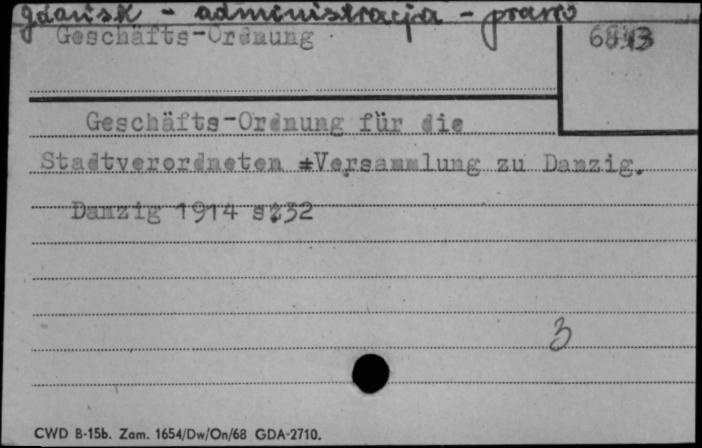 Gdańsk - administracja - prawo
Geschäfts-Ordnung
Geschäfts-Ordnung für die
Stadtverordneten =Versammlung zu Danzig.
Danzig 1914 s 32
3
CWD B-15b. Zam. 1654/Dw/On/68 GDA-2710.